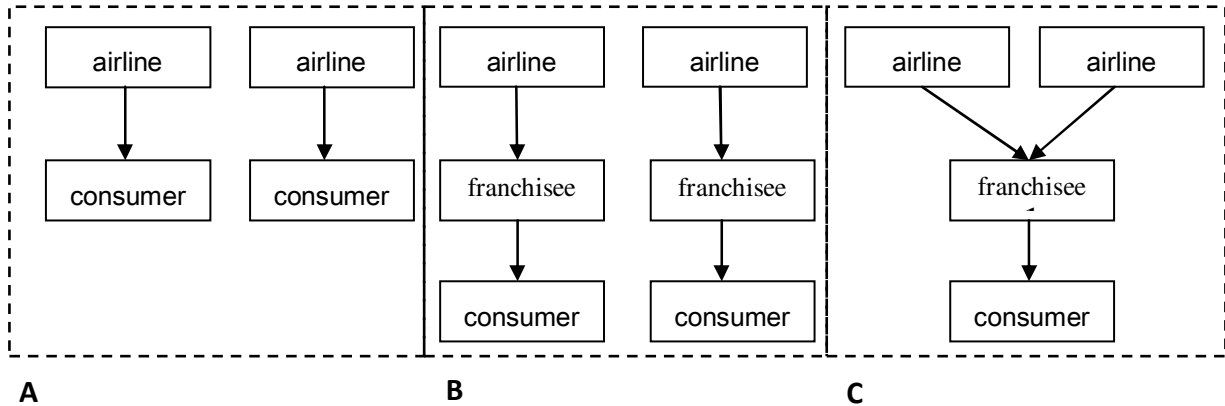 airline
airline
consumer
consumer
A
airline
airline
franchisee
franchisee
consumer
consumer
B
airline
airline
franchisee
consumer
C